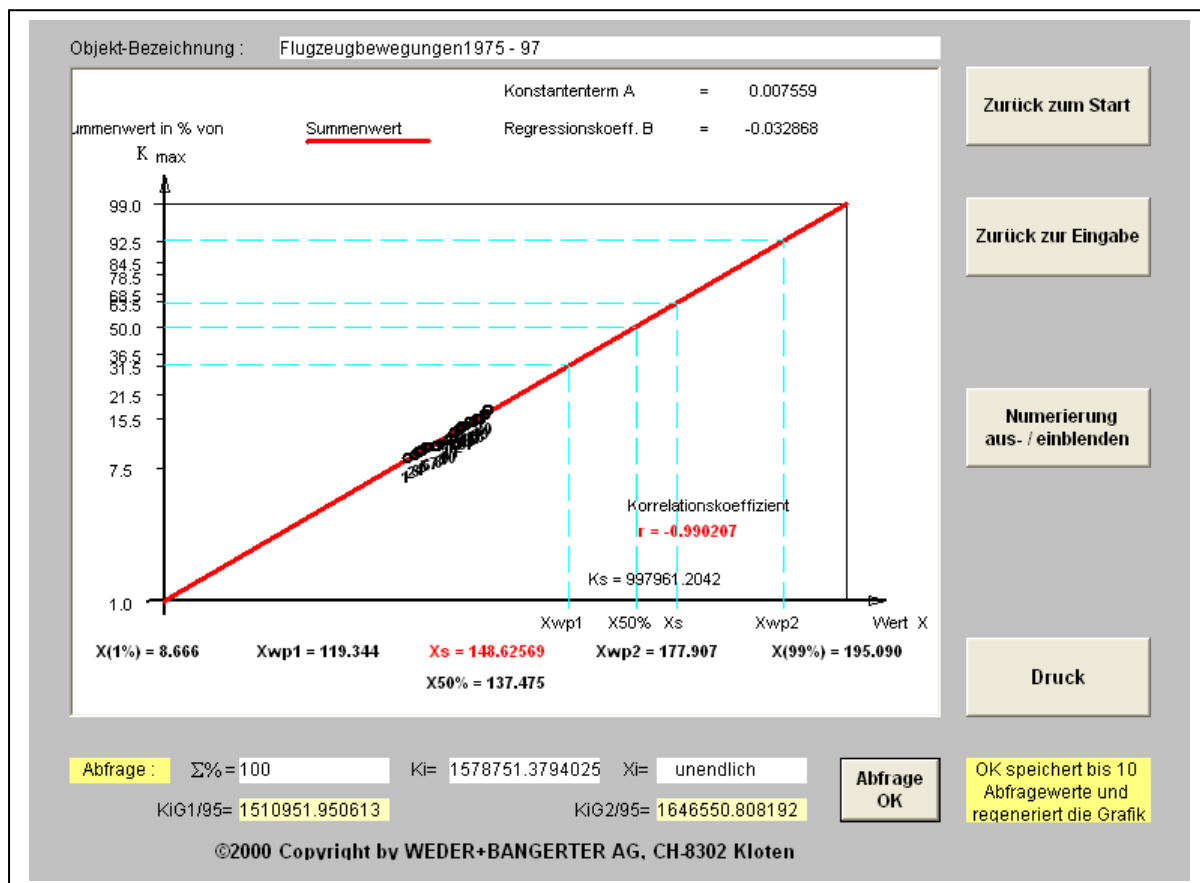 Objekt-Bezeichnung : Flugzeugbewegungen1975 - 97
Konstantenterm A = 0.007559
ummenwert in % von Summenwert Regressionskoeff. B = -0.032868
K max
99.0
92.5
84.5
78.5
68.5
63.5
50.0
36.5
31.5
21.5
15.5
7.5
1.0
Korrelationskoeffizient
r = -0.990207
Ks = 997961.2042
Xwp1 X50% Xs Xwp2 Wert X
X(1%) = 8.666 Xwp1 = 119.344 Xs = 148.62569 Xwp2 = 177.907 X(99%) = 195.090
X50% = 137.475
Zurück zum Start
Zurück zur Eingabe
Numerierung
aus- / einblenden
Druck
Abfrage : Σ% = 100 Ki= 1578751.3794025 Xi= unendlich
KiG1/95= 1510951.950613 KiG2/95= 1646550.808192
Abfrage
OK
OK speichert bis 10
Abfragewerte und
regeneriert die Grafik
©2000 Copyright by WEDER+BANGERTER AG, CH-8302 Kloten